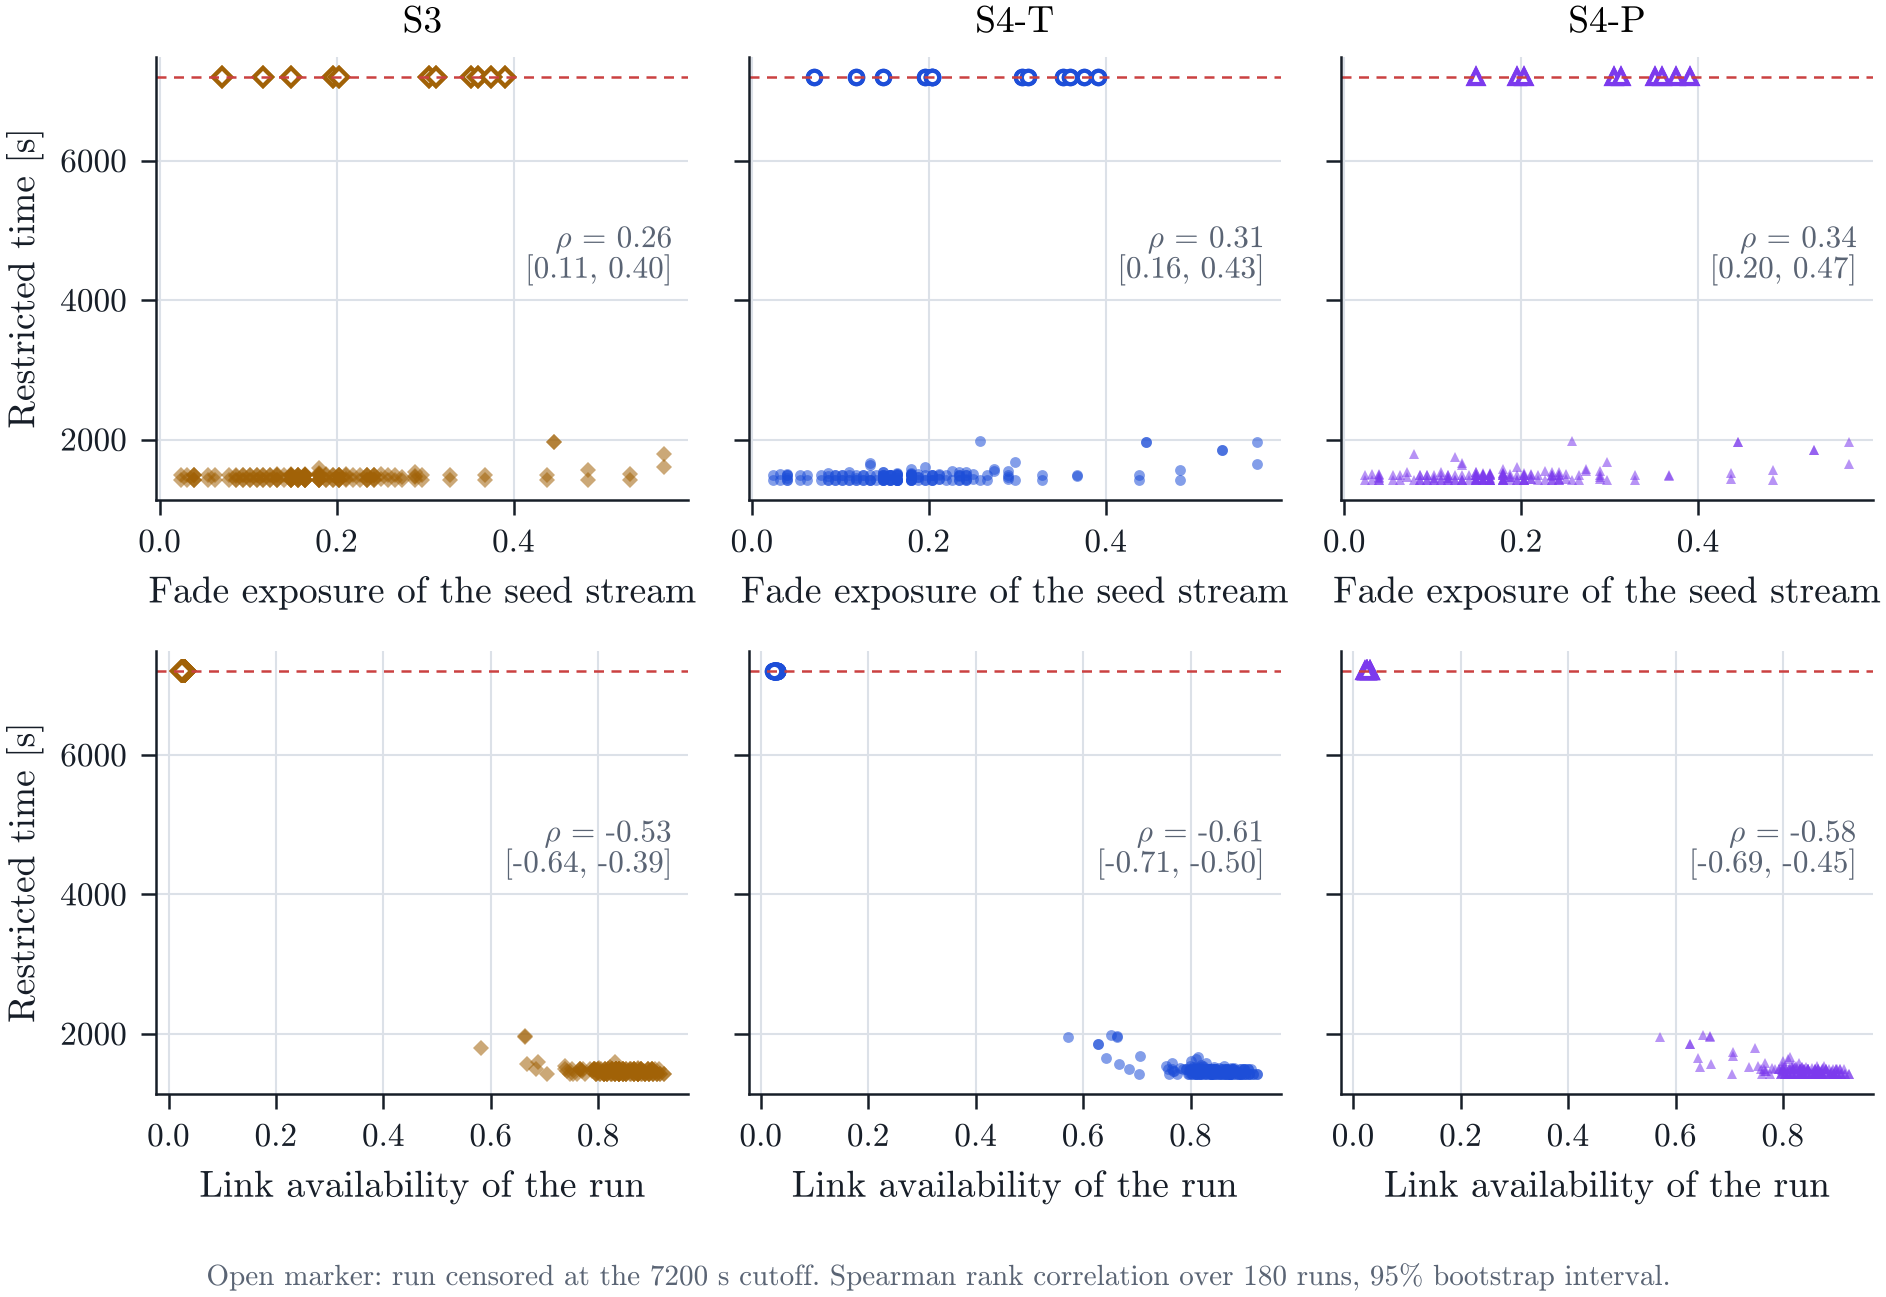 S3
S4-T
S4-P
Restricted time [s]
6000
4000
2000
ρ = 0.26
[0.11, 0.40]
ρ = 0.31
[0.16, 0.43]
ρ = 0.34
[0.20, 0.47]
0.0 0.2 0.4
0.0 0.2 0.4
0.0 0.2 0.4
Fade exposure of the seed stream
Fade exposure of the seed stream
Fade exposure of the seed stream
Restricted time [s]
6000
4000
2000
ρ = -0.53
[-0.64, -0.39]
ρ = -0.61
[-0.71, -0.50]
ρ = -0.58
[-0.69, -0.45]
0.0 0.2 0.4 0.6 0.8
0.0 0.2 0.4 0.6 0.8
0.0 0.2 0.4 0.6 0.8
Link availability of the run
Link availability of the run
Link availability of the run
Open marker: run censored at the 7200 s cutoff. Spearman rank correlation over 180 runs, 95% bootstrap interval.